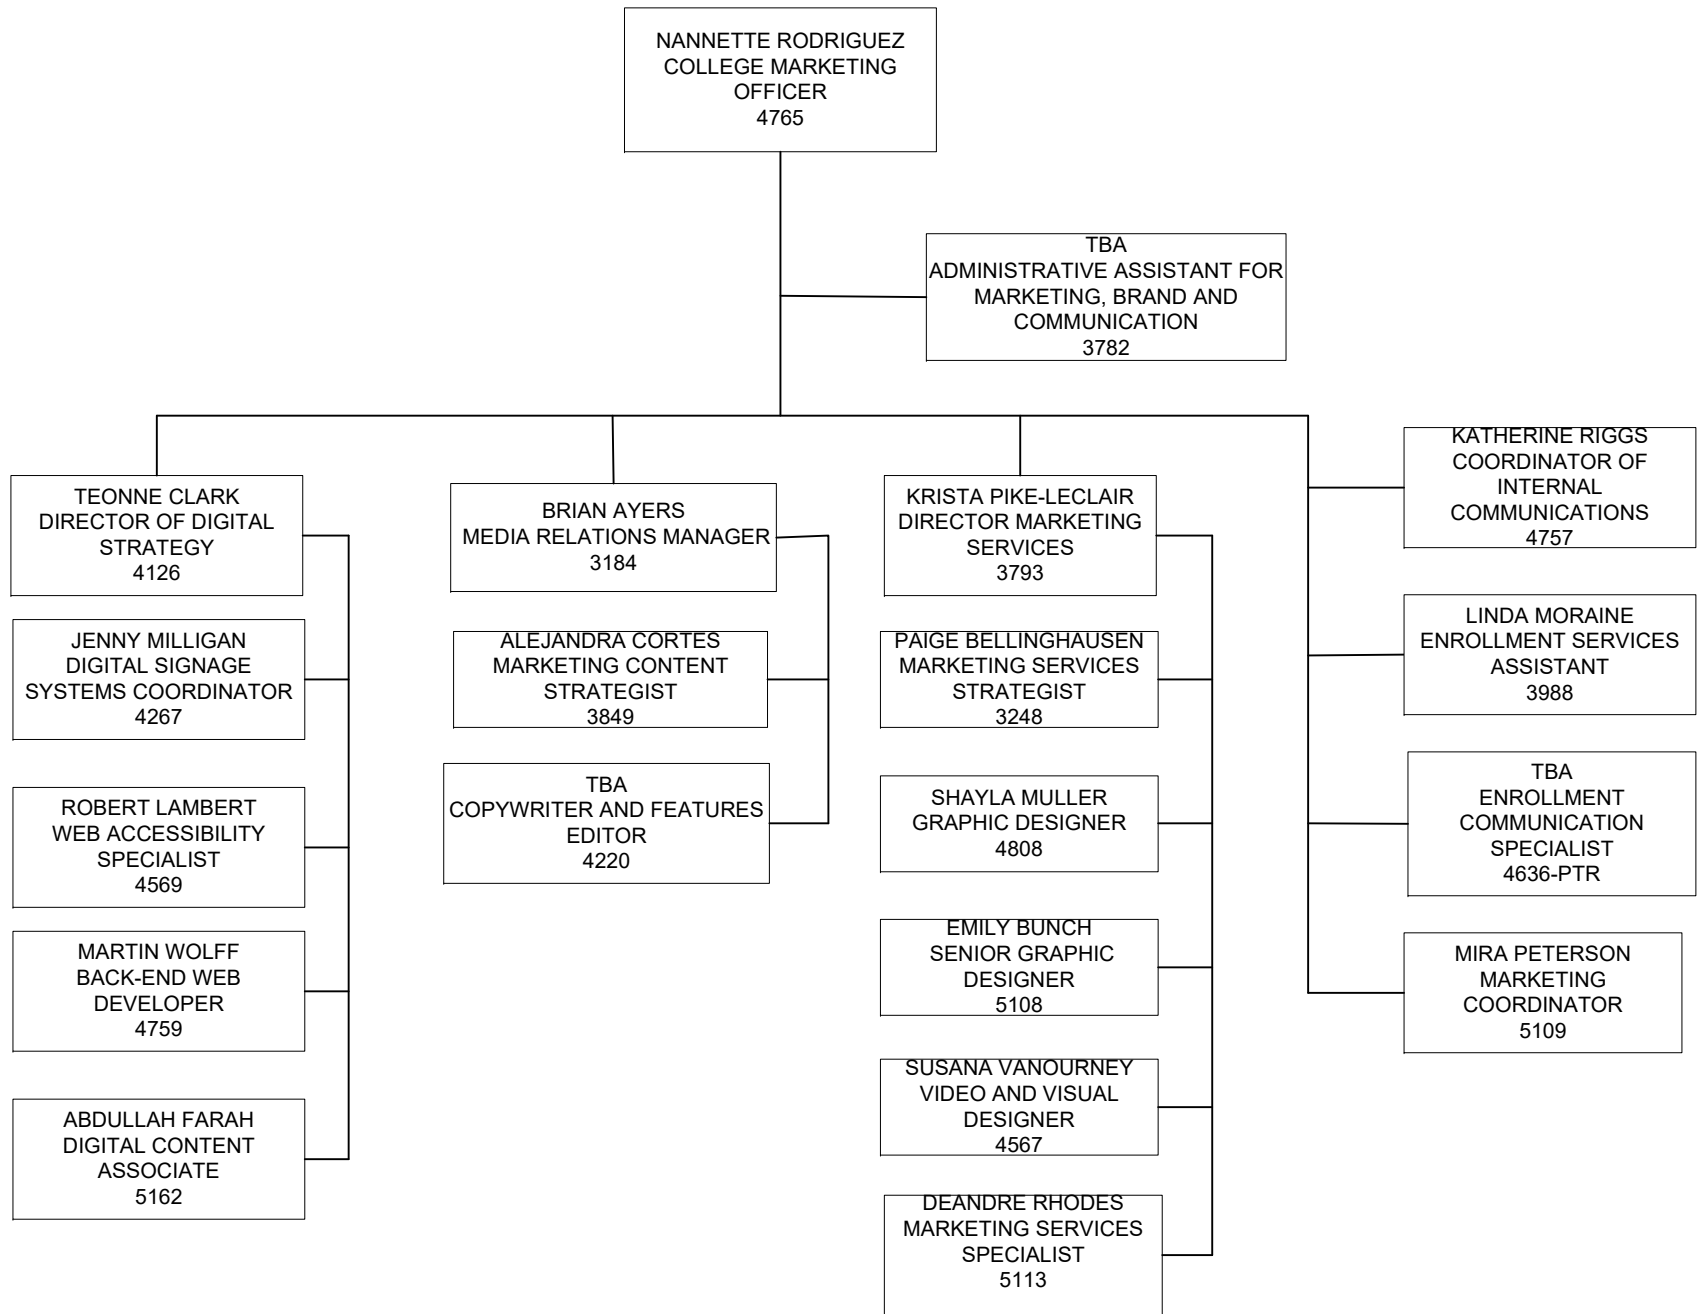 NANNETTE RODRIGUEZ
COLLEGE MARKETING
OFFICER
4765
TBA
ADMINISTRATIVE ASSISTANT FOR
MARKETING, BRAND AND
COMMUNICATION
3782
TEONNE CLARK
DIRECTOR OF DIGITAL
STRATEGY
4126
JENNY MILLIGAN
DIGITAL SIGNAGE
SYSTEMS COORDINATOR
4267
ROBERT LAMBERT
WEB ACCESSIBILITY
SPECIALIST
4569
MARTIN WOLFF
BACK-END WEB
DEVELOPER
4759
ABDULLAH FARAH
DIGITAL CONTENT
ASSOCIATE
5162
BRIAN AYERS
MEDIA RELATIONS MANAGER
3184
ALEJANDRA CORTES
MARKETING CONTENT
STRATEGIST
3849
TBA
COPYWRITER AND FEATURES
EDITOR
4220
KRISTA PIKE-LECLAIR
DIRECTOR MARKETING
SERVICES
3793
PAIGE BELLINGHAUSEN
MARKETING SERVICES
STRATEGIST
3248
SHAYLA MULLER
GRAPHIC DESIGNER
4808
EMILY BUNCH
SENIOR GRAPHIC
DESIGNER
5108
SUSANA VANOURNEY
VIDEO AND VISUAL
DESIGNER
4567
DEANDRE RHODES
MARKETING SERVICES
SPECIALIST
5113
KATHERINE RIGGS
COORDINATOR OF
INTERNAL
COMMUNICATIONS
4757
LINDA MORAINE
ENROLLMENT SERVICES
ASSISTANT
3988
TBA
ENROLLMENT
COMMUNICATION
SPECIALIST
4636-PTR
MIRA PETERSON
MARKETING
COORDINATOR
5109